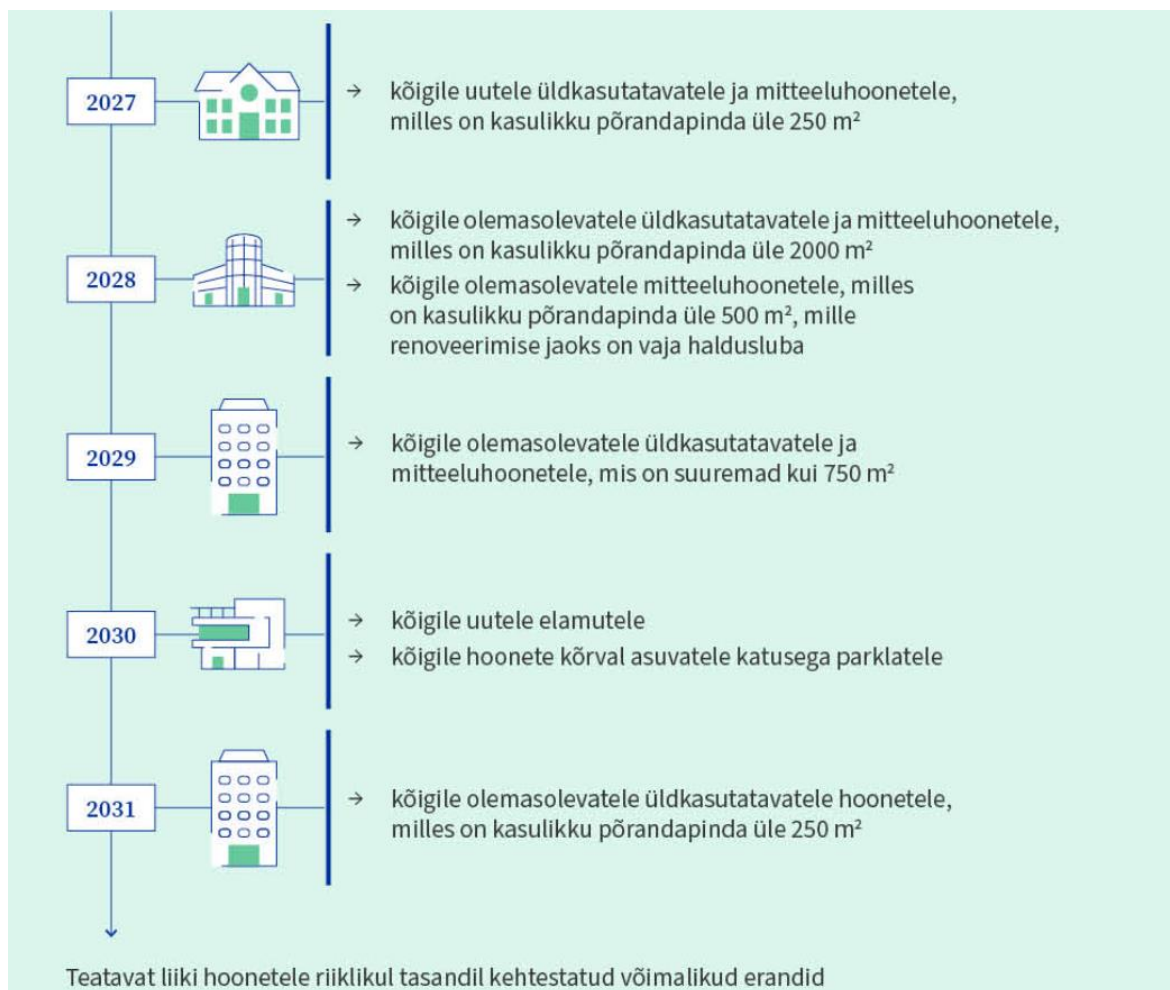 2027
→ kõigile uutele üldkasutatavatele ja mitteeluhoonetele,
milles on kasulikku põrandapinda üle 250 m²
2028
→ kõigile olemasolevatele üldkasutatavatele ja mitteeluhoonetele,
milles on kasulikku põrandapinda üle 2000 m²
→ kõigile olemasolevatele mitteeluhoonetele, milles
on kasulikku põrandapinda üle 500 m², mille
renoveerimise jaoks on vaja haldusluba
2029
→ kõigile olemasolevatele üldkasutatavatele ja
mitteeluhoonetele, mis on suuremad kui 750 m²
2030
→ kõigile uutele elamutele
→ kõigile hoonete kõrval asuvatele katusega parklatele
2031
→ kõigile olemasolevatele üldkasutatavatele hoonetele,
milles on kasulikku põrandapinda üle 250 m²
Teatavat liiki hoonetele riiklikul tasandil kehtestatud võimalikud erandid